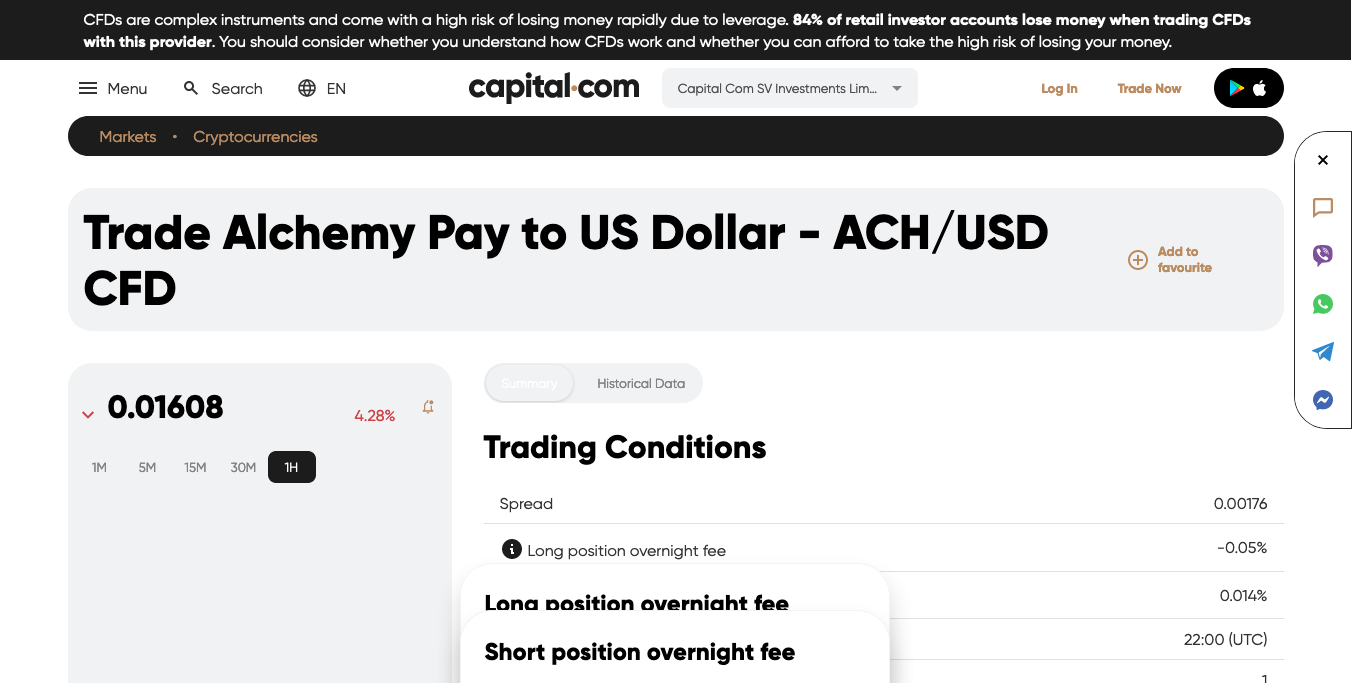 CFDs are complex instruments and come with a high risk of losing money rapidly due to leverage. 84% of retail investor accounts lose money when trading CFDs
with this provider. You should consider whether you understand how CFDs work and whether you can afford to take the high risk of losing your money.
Menu
Search
EN
capital.com
Capital Com SV Investments Lim...
Log In
Trade Now
Markets • Cryptocurrencies
Trade Alchemy Pay to US Dollar - ACH/USD
CFD
Add to
favourite
0.01608
4.28%
1M 5M 15M 30M 1H
Summary
Historical Data
Trading Conditions
Spread 0.00176
Long position overnight fee -0.05%
Long position overnight fee
0.014%
Short position overnight fee
22:00 (UTC)
1